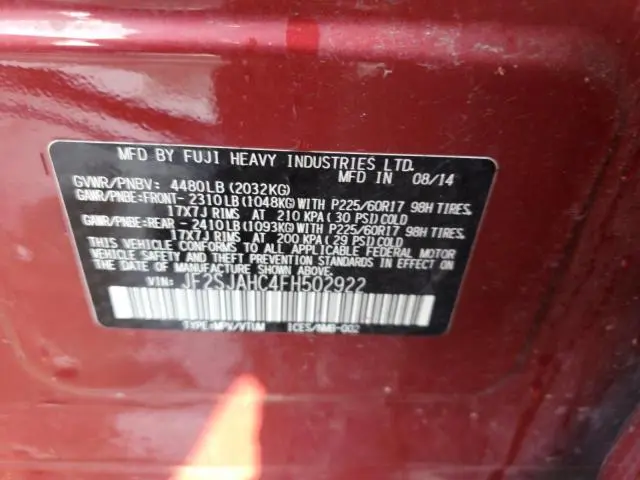 MFD BY FUJI HEAVY INDUSTRIES LTD.
MFD IN 08/14
GVWR/PNBV: 4480LB (2032KG)
GAWR/PNBE:FRONT- 2310LB (1048KG) WITH P225/60R17 98H TIRES,
17X7J RIMS AT 210 KPA (30 PSI) COLD
GAWR/PNBE:REAR - 2410LB (1093KG) WITH P225/60R17 98H TIRES,
17X7J RIMS AT 200 KPA (29 PSI) COLD
THIS VEHICLE CONFORMS TO ALL APPLICABLE FEDERAL MOTOR
VEHICLE SAFETY AND THEFT PREVENTION STANDARDS IN EFFECT ON
THE DATE OF MANUFACTURE SHOWN ABOVE.
VIN: JF2SJAHC4FH502922
TYPE:MPV/VTUM ICES/NMB-002